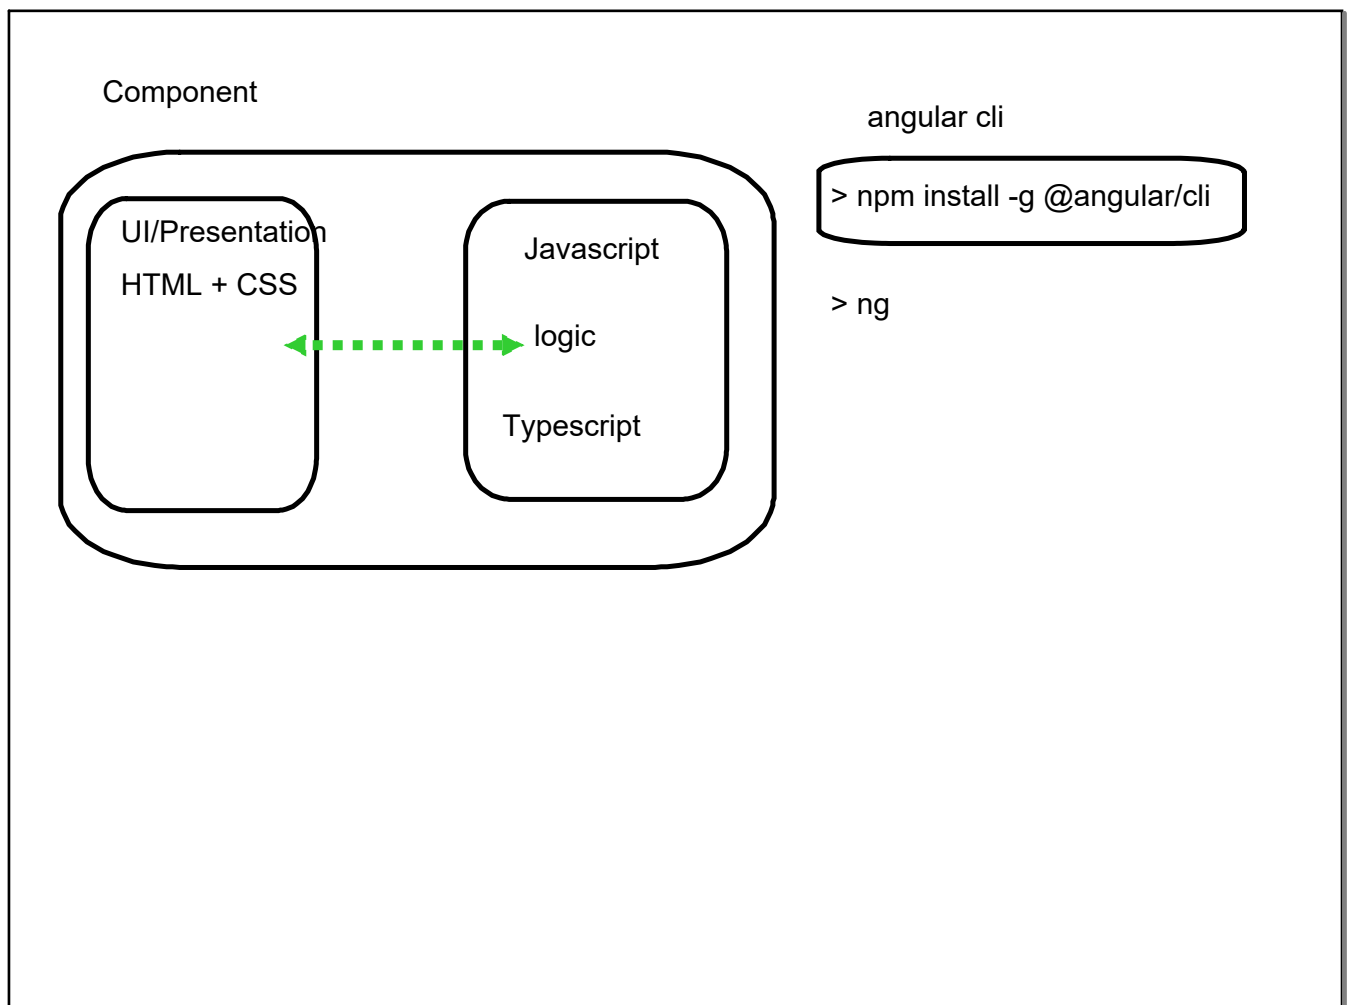 Component
UI/Presentation
HTML + CSS
Javascript
logic
Typescript
angular cli
> npm install -g @angular/cli
> ng